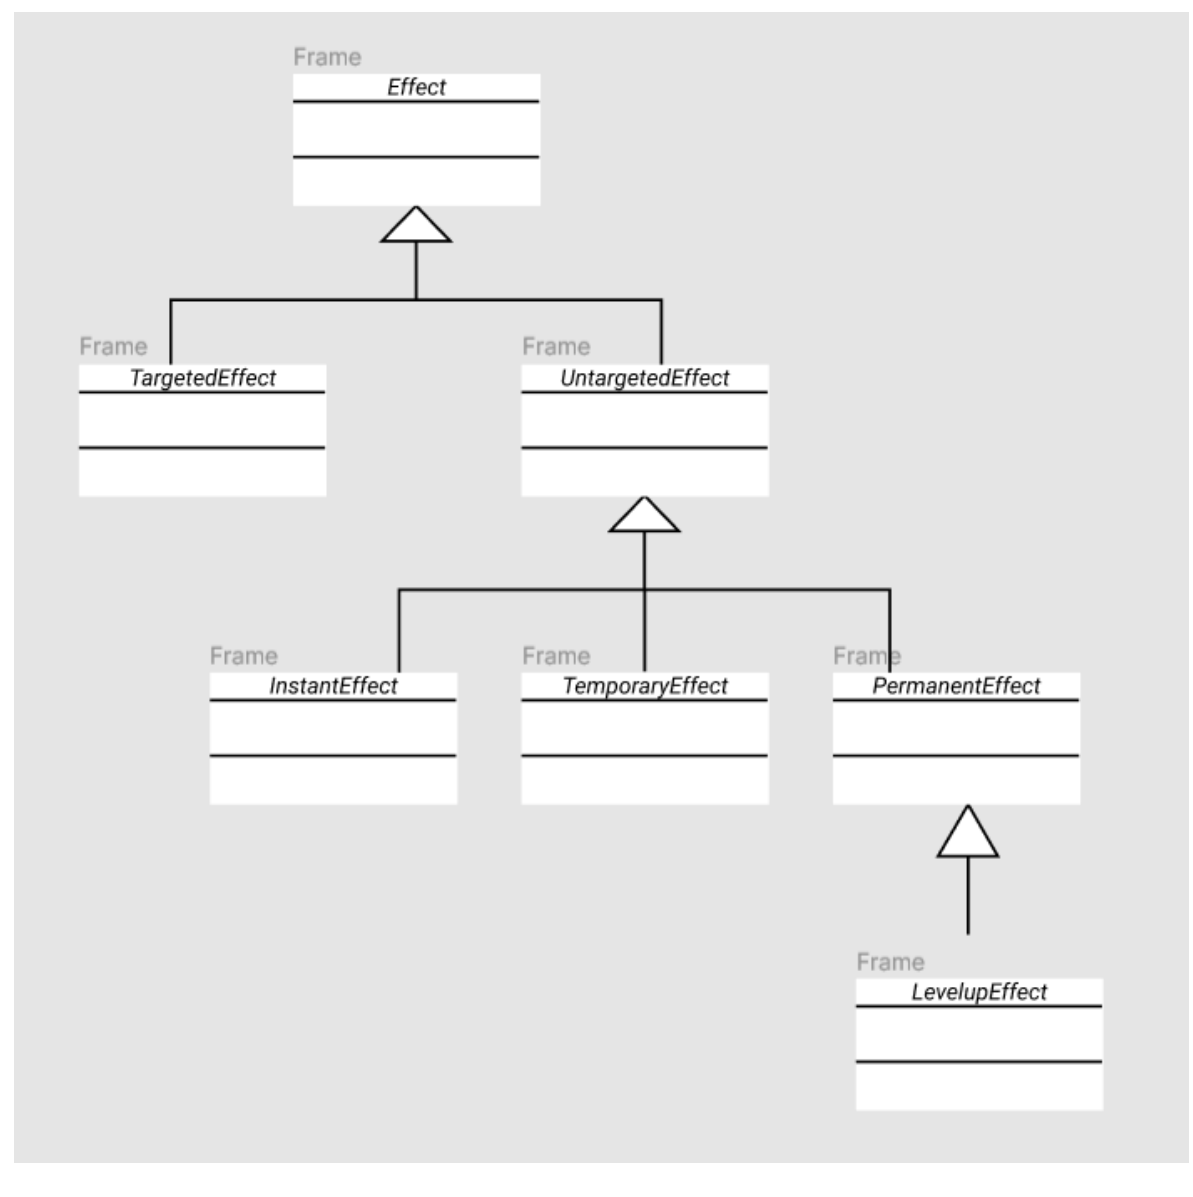 Frame
Effect
Frame
TargetedEffect
Frame
UntargetedEffect
Frame
InstantEffect
Frame
TemporaryEffect
Frame
PermanentEffect
Frame
LevelupEffect